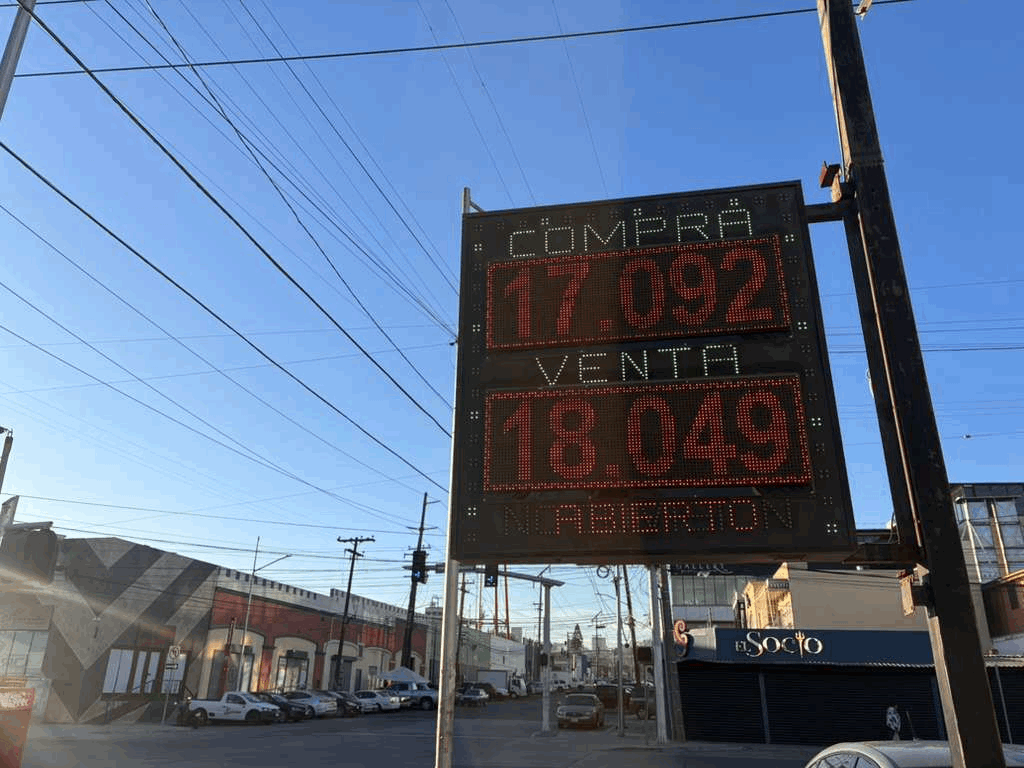 COMPRA
17.092
VENTA
18.049
ABIERTO
EL SOCIO